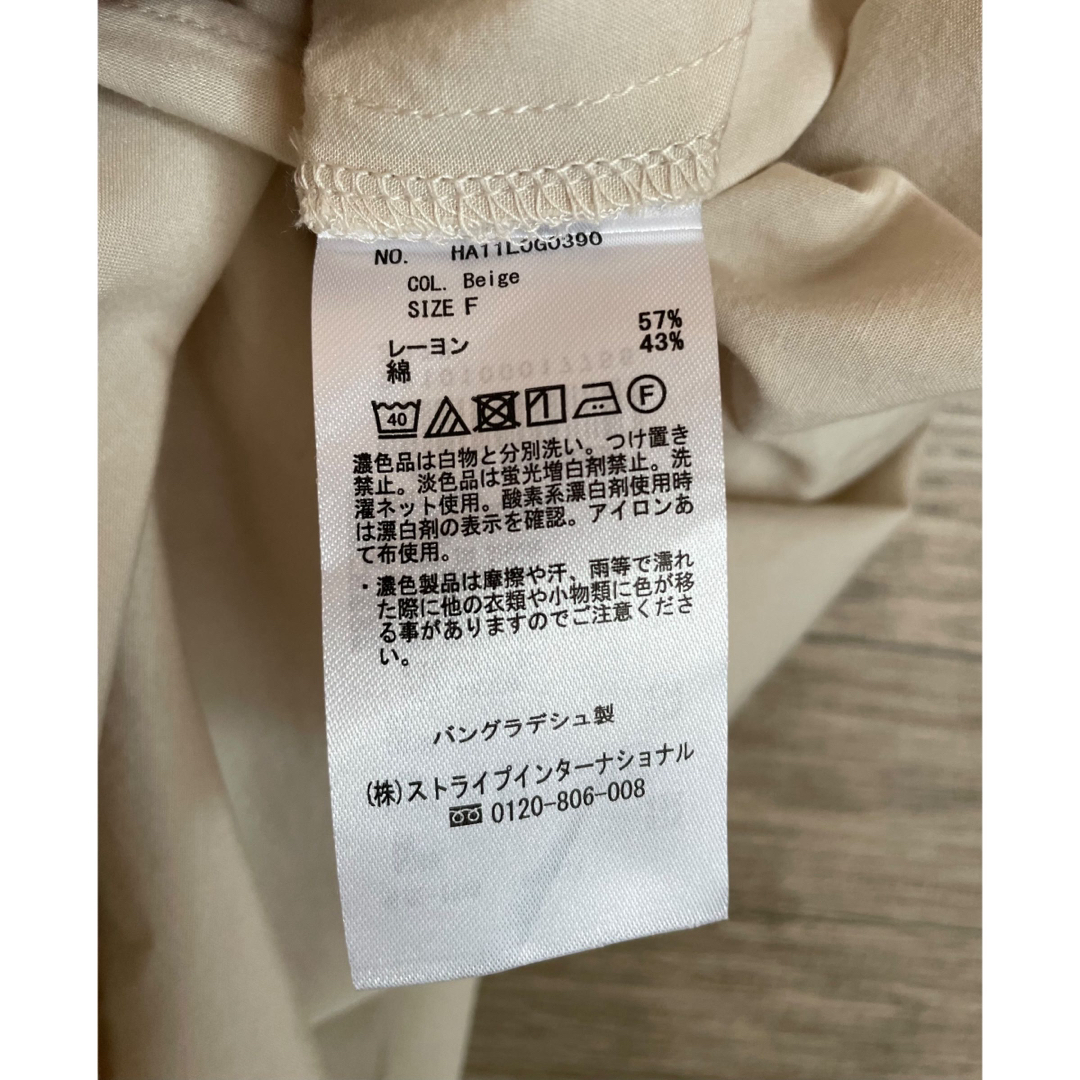 NO. HA11L0G0390
COL. Beige
SIZE F
レーヨン 57%
綿 43%
40
F
濃色品は白物と分別洗い。つけ置き
禁止。淡色品は蛍光増白剤禁止。洗
濯ネット使用。酸素系漂白剤使用時
は漂白剤の表示を確認。アイロンあ
て布使用。
・濃色製品は摩擦や汗、雨等で濡れ
た際に他の衣類や小物類に色が移
る事がありますのでご注意くださ
い。
バングラデシュ製
(株)ストライプインターナショナル
0120-806-008